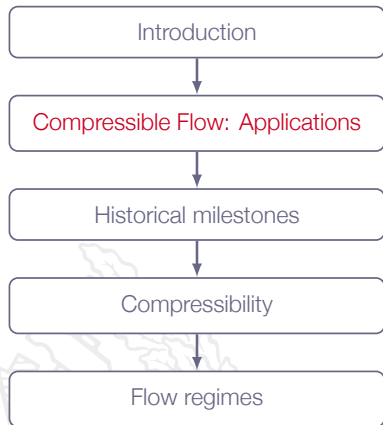 Introduction
Compressible Flow: Applications
Historical milestones
Compressibility
Flow regimes